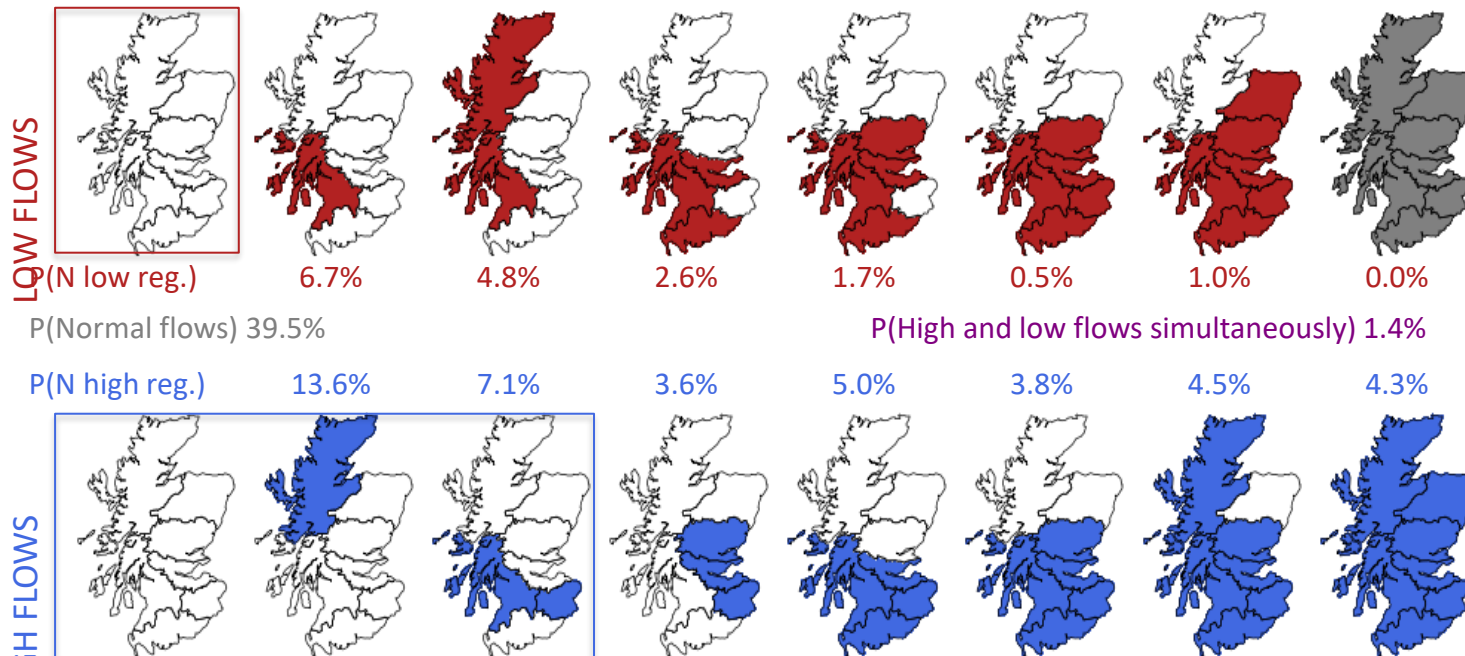 LOW FLOWS
P(N low reg.) 6.7% 4.8% 2.6% 1.7% 0.5% 1.0% 0.0%
P(Normal flows) 39.5% P(High and low flows simultaneously) 1.4%
P(N high reg.) 13.6% 7.1% 3.6% 5.0% 3.8% 4.5% 4.3%
GH FLOWS